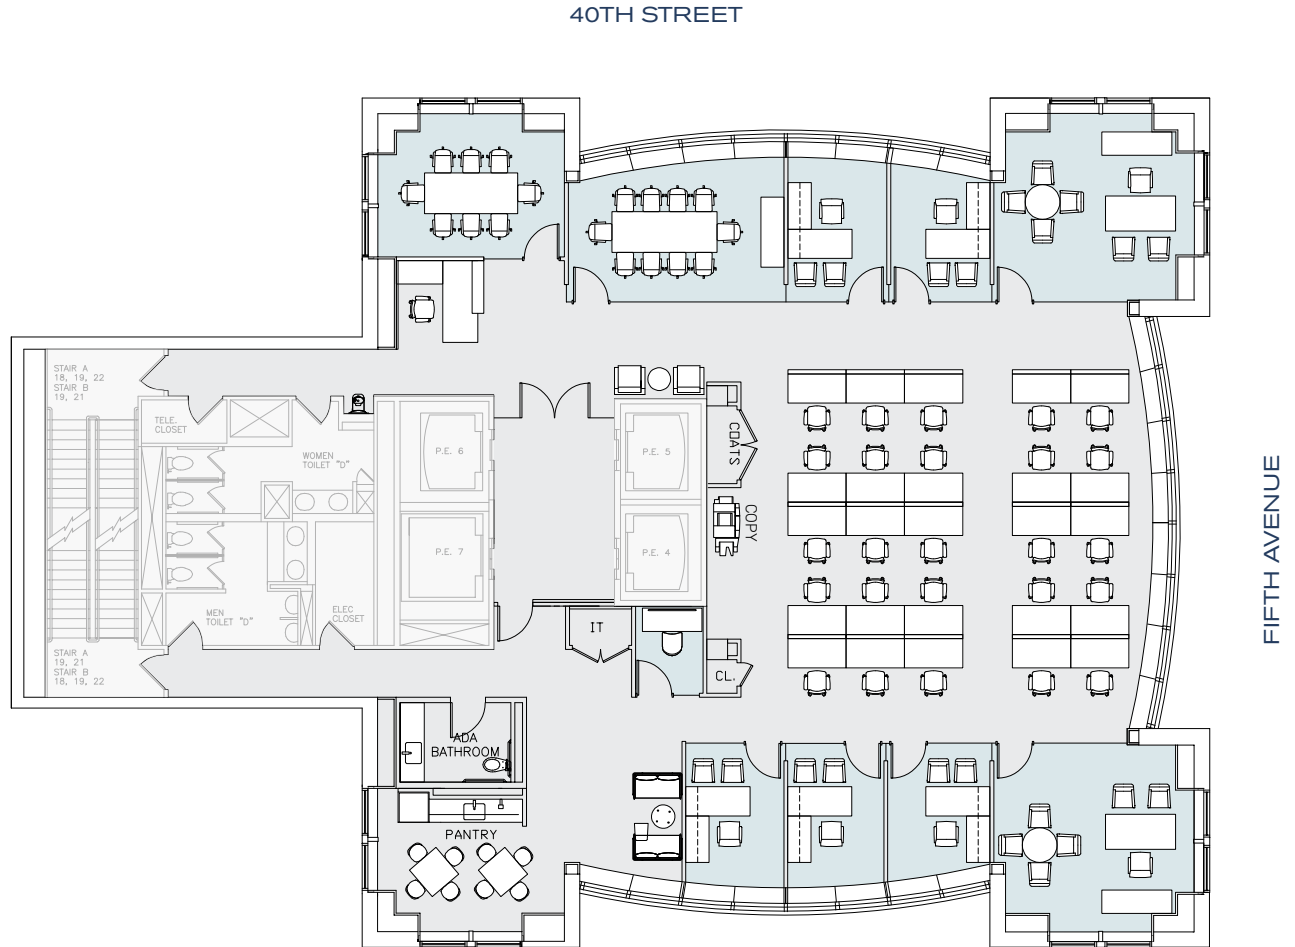 40TH STREET
STAIR A
18, 19, 22
STAIR B
19, 21
TELE.
CLOSET
WOMEN
TOILET "D"
P.E. 6
P.E. 5
COATS
COPY
FIFTH AVENUE
P.E. 7
P.E. 4
MEN
TOILET "D"
ELEC
CLOSET
IT
CL.
STAIR A
19, 21
STAIR B
18, 19, 22
ADA
BATHROOM
PANTRY